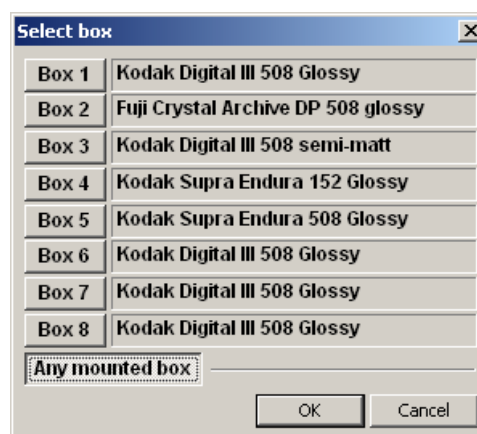 Select box
Box 1 Kodak Digital III 508 Glossy
Box 2 Fuji Crystal Archive DP 508 glossy
Box 3 Kodak Digital III 508 semi-matt
Box 4 Kodak Supra Endura 152 Glossy
Box 5 Kodak Supra Endura 508 Glossy
Box 6 Kodak Digital III 508 Glossy
Box 7 Kodak Digital III 508 Glossy
Box 8 Kodak Digital III 508 Glossy
Any mounted box
OK Cancel